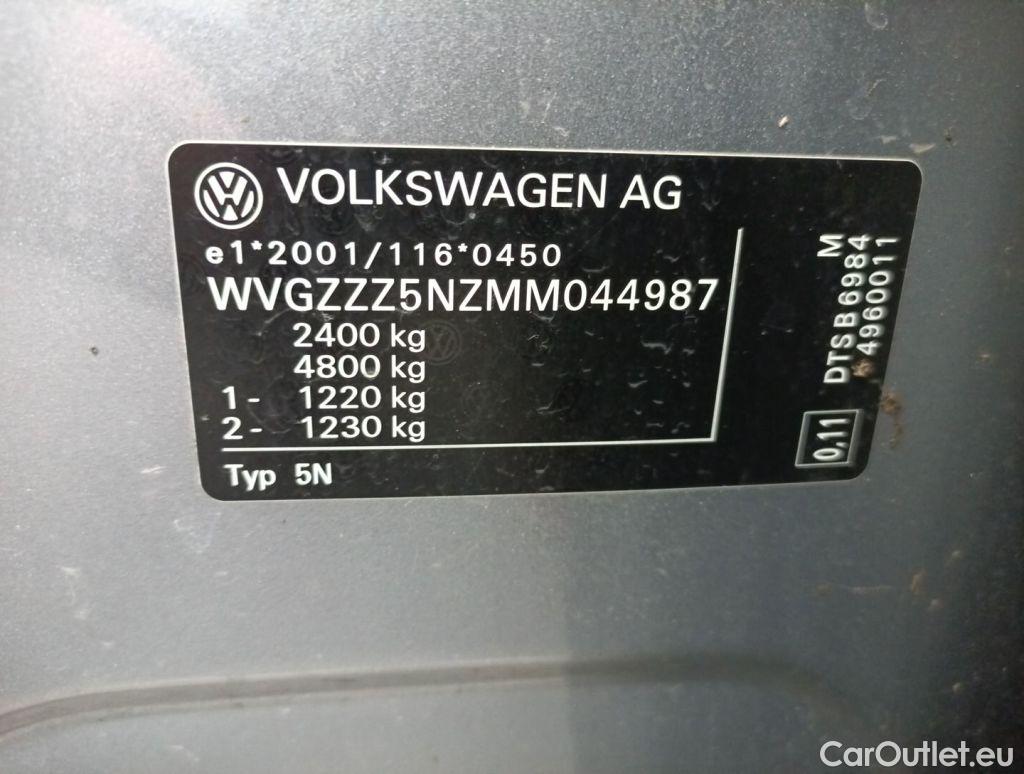 VOLKSWAGEN AG
e1*2001/116*0450
WVGZZZ5NZMM044987
2400 kg
4800 kg
1- 1220 kg
2- 1230 kg
Typ 5N
M
DTSB6984
4960011
0,11
CarOutlet.eu